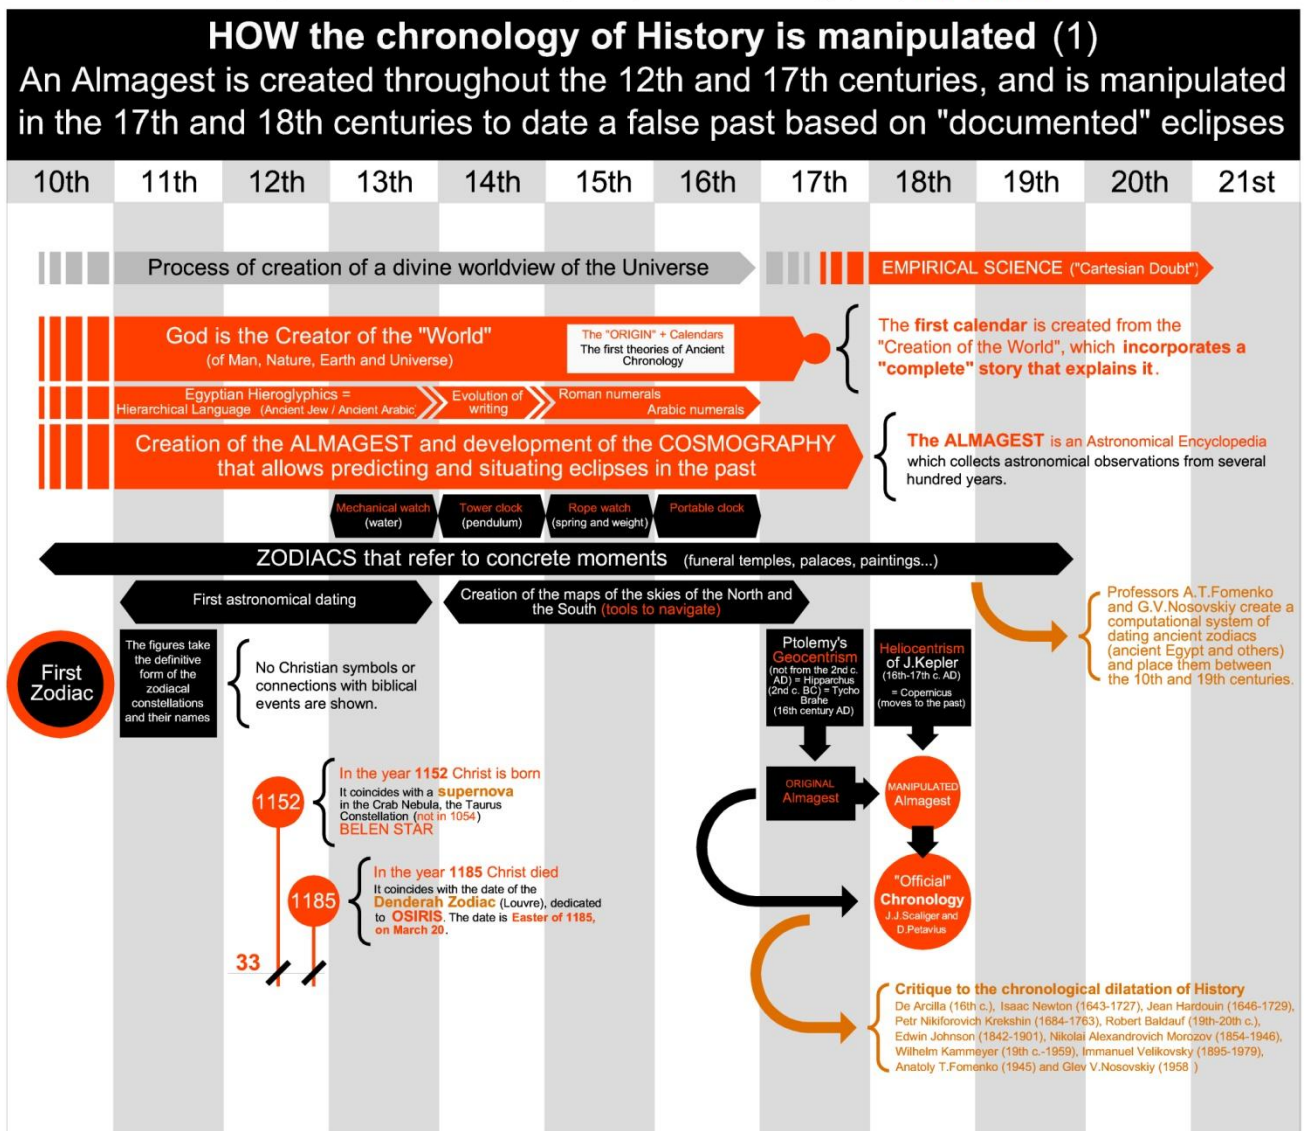 HOW the chronology of History is manipulated (1)
An Almagest is created throughout the 12th and 17th centuries, and is manipulated
in the 17th and 18th centuries to date a false past based on "documented" eclipses
10th 11th 12th 13th 14th 15th 16th 17th 18th 19th 20th 21st
Process of creation of a divine worldview of the Universe
EMPIRICAL SCIENCE ("Cartesian Doubt")
God is the Creator of the "World"
(of Man, Nature, Earth and Universe)
The "ORIGIN" + Calendars
The first theories of Ancient
Chronology
The first calendar is created from the
"Creation of the World", which incorporates a
"complete" story that explains it.
Egyptian Hieroglyphics =
Hierarchical Language (Ancient Jew / Ancient Arabic)
Evolution of
writing
Roman numerals
Arabic numerals
Creation of the ALMAGEST and development of the COSMOGRAPHY
that allows predicting and situating eclipses in the past
The ALMAGEST is an Astronomical Encyclopedia
which collects astronomical observations from several
hundred years.
Mechanical watch
(water)
Tower clock
(pendulum)
Rope watch
(spring and weight)
Portable clock
ZODIACS that refer to concrete moments (funeral temples, palaces, paintings...)
First astronomical dating
Creation of the maps of the skies of the North and
the South (tools to navigate)
Professors A.T.Fomenko
and G.V.Nosovskiy create a
computational system of
dating ancient zodiacs
(ancient Egypt and others)
and place them between
the 10th and 19th centuries.
First
Zodiac
The figures take
the definitive
form of the
zodiacal
constellations
and their names
No Christian symbols or
connections with biblical
events are shown.
Ptolemy's
Geocentrism
(not from the 2nd c.
AD) = Hipparchus
(2nd c. BC) = Tycho
Brahe
(16th century AD)
Heliocentrism
of J.Kepler
(16th-17th c. AD)
= Copernicus
(moves to the past)
1152
In the year 1152 Christ is born
It coincides with a supernova
in the Crab Nebula, the Taurus
Constellation (not in 1054)
BELEN STAR
ORIGINAL
Almagest
MANIPULATED
Almagest
1185
In the year 1185 Christ died
It coincides with the date of the
Denderah Zodiac (Louvre), dedicated
to OSIRIS. The date is Easter of 1185,
on March 20.
"Official"
Chronology
J.J.Scaliger and
D.Petavius
33
Critique to the chronological dilatation of History
De Arcilla (16th c.), Isaac Newton (1643-1727), Jean Hardouin (1646-1729),
Petr Nikiforovich Krekshin (1684-1763), Robert Baldauf (19th-20th c.),
Edwin Johnson (1842-1901), Nikolai Alexandrovich Morozov (1854-1946),
Wilhelm Kammeyer (19th c.-1959), Immanuel Velikovsky (1895-1979),
Anatoly T.Fomenko (1945) and Glev V.Nosovskiy (1958 )